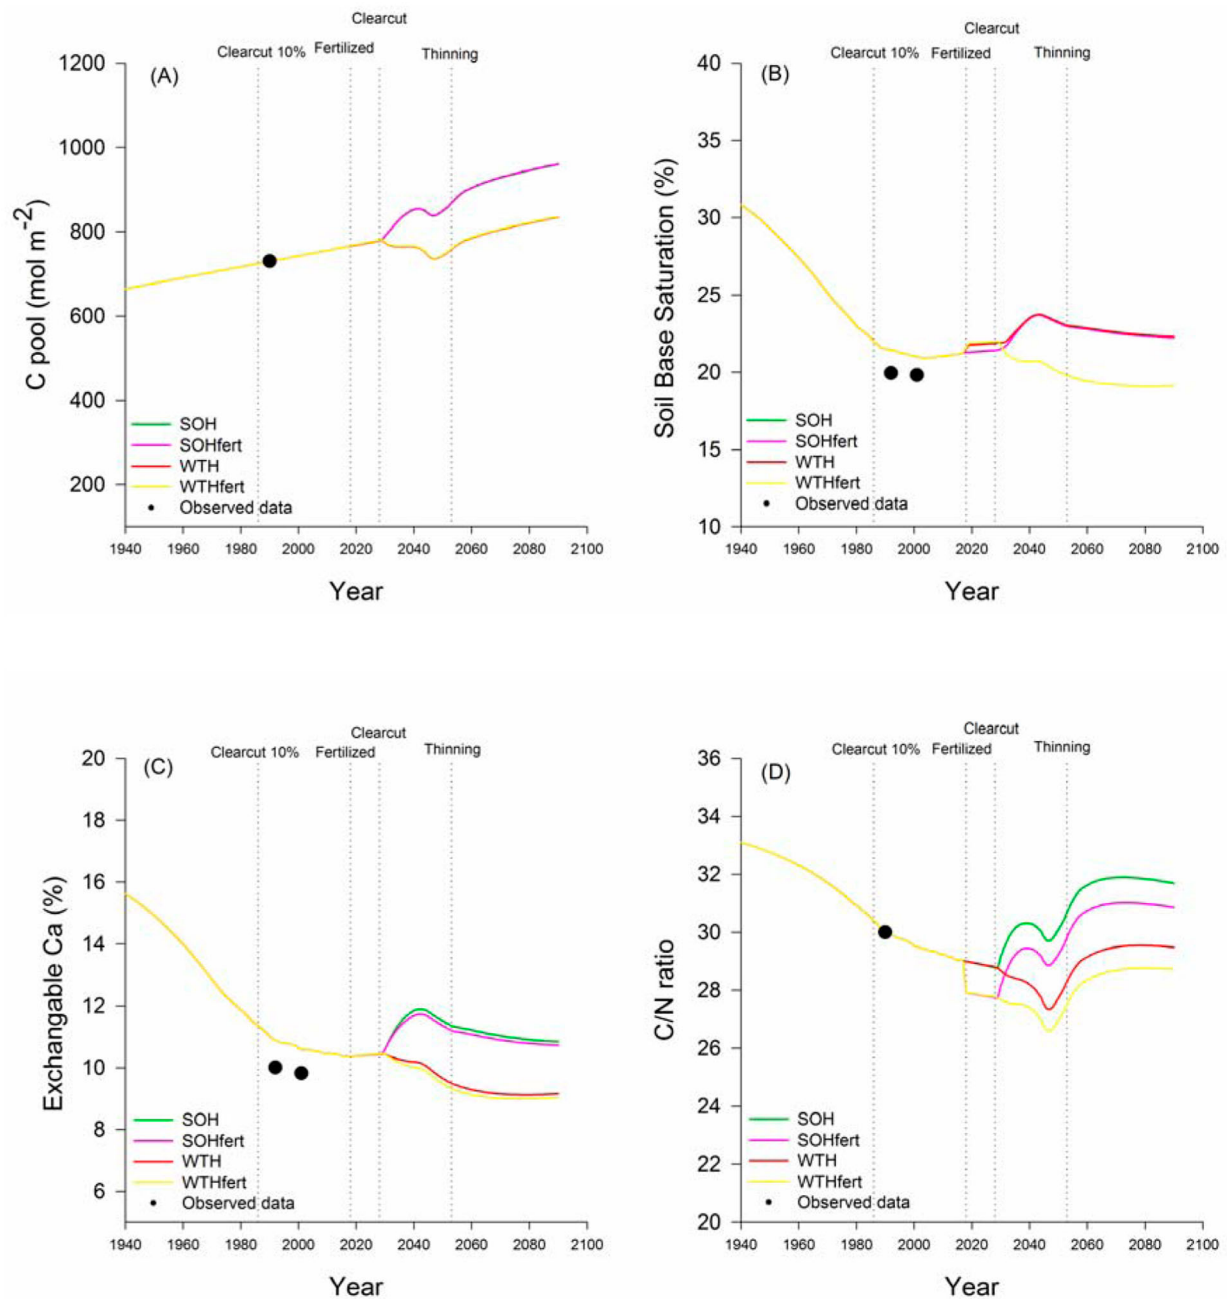 Clearcut
Clearcut 10% Fertilized Thinning
(A)
1200
1000
800
600
400
200
C pool (mol m⁻²)
SOH
SOHfert
WTH
WTHfert
Observed data
1940 1960 1980 2000 2020 2040 2060 2080 2100
Year
Clearcut
Clearcut 10% Fertilized Thinning
(B)
40
35
30
25
20
15
10
Soil Base Saturation (%)
SOH
SOHfert
WTH
WTHfert
Observed data
1940 1960 1980 2000 2020 2040 2060 2080 2100
Year
Clearcut
Clearcut 10% Fertilized Thinning
(C)
20
18
16
14
12
10
8
6
Exchangable Ca (%)
SOH
SOHfert
WTH
WTHfert
Observed data
1940 1960 1980 2000 2020 2040 2060 2080 2100
Year
Clearcut
Clearcut 10% Fertilized Thinning
(D)
36
34
32
30
28
26
24
22
20
C/N ratio
SOH
SOHfert
WTH
WTHfert
Observed data
1940 1960 1980 2000 2020 2040 2060 2080 2100
Year